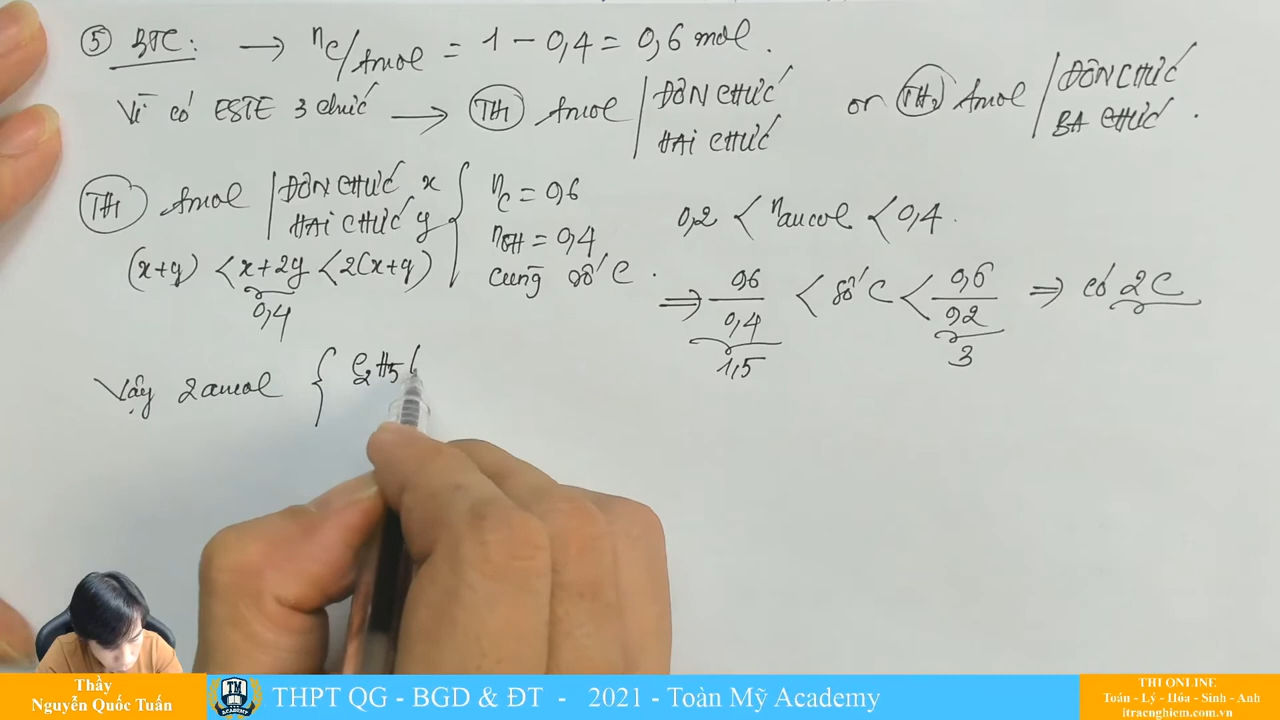 ⑤ BTC: → nC/Ancol = 1 - 0,4 = 0,6 mol.
Vì có ESTE 3 chức → TH1 Ancol ĐƠN CHỨC HAI CHỨC or TH2 Ancol ĐƠN CHỨC BA CHỨC.
TH1 Ancol ĐƠN CHỨC x
HAI CHỨC y
nC = 0,6
nOH = 0,4
cùng số C.
(x+y) < x+2y < 2(x+y)
0,4
0,2 < nancol < 0,4.
⇒ 0,6/0,4 < số C < 0,6/0,2 ⇒ có 2C
1,5 3
Vậy 2 ancol { C2H5(
Thầy
Nguyễn Quốc Tuấn
TM
ACADEMY
THPT QG - BGD & ĐT - 2021 - Toàn Mỹ Academy
THI ONLINE
Toán - Lý - Hóa - Sinh - Anh
itracnghiem.com.vn